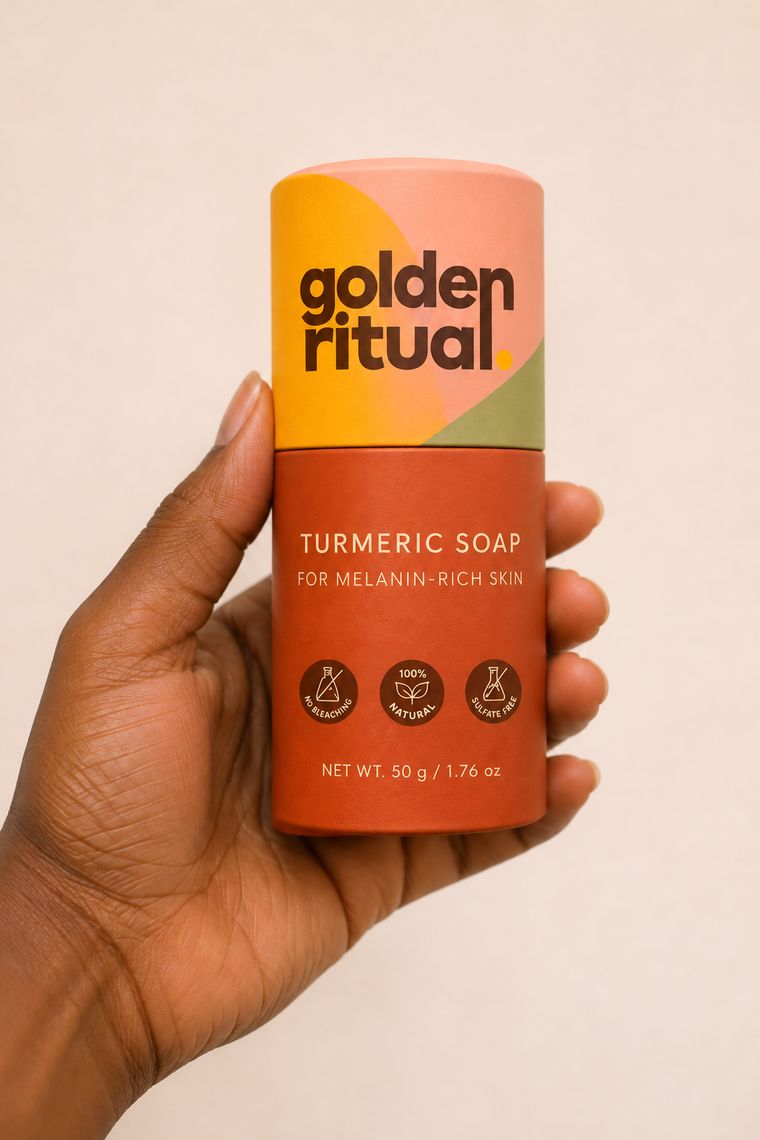 golden
ritual.
TURMERIC SOAP
FOR MELANIN-RICH SKIN
NO BLEACHING
100%
NATURAL
SULFATE FREE
NET WT. 50 g / 1.76 oz